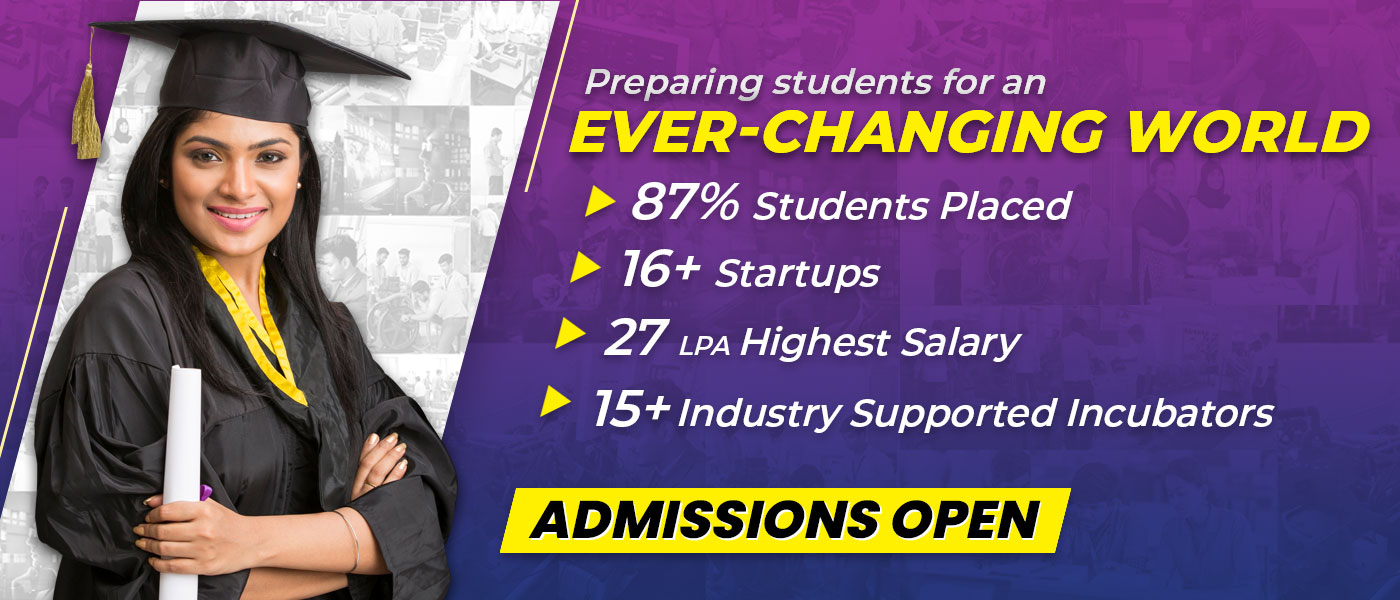 Preparing students for an
EVER-CHANGING WORLD
87% Students Placed
16+ Startups
27 LPA Highest Salary
15+ Industry Supported Incubators
ADMISSIONS OPEN